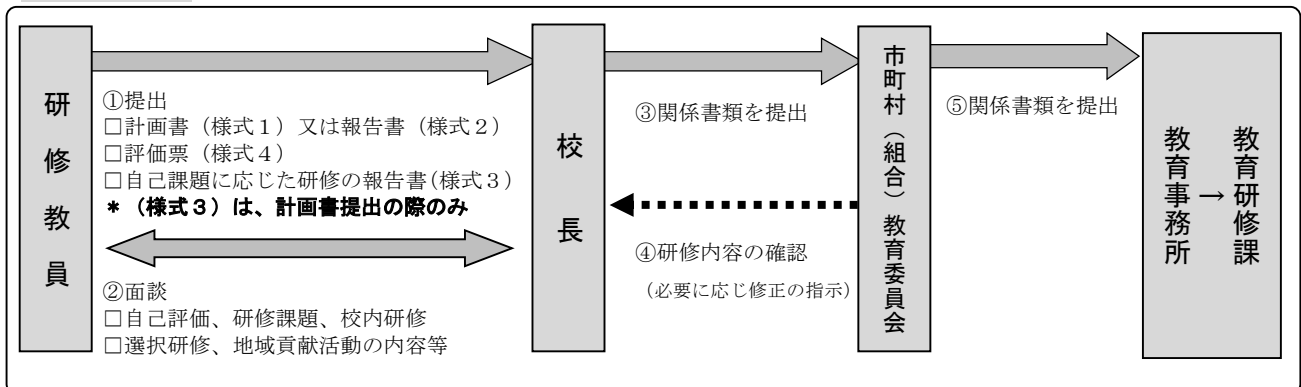 研修教員
①提出
□計画書（様式１）又は報告書（様式２）
□評価票（様式４）
□自己課題に応じた研修の報告書(様式３)
＊（様式３）は、計画書提出の際のみ
②面談
□自己評価、研修課題、校内研修
□選択研修、地域貢献活動の内容等
校長
③関係書類を提出
④研修内容の確認
（必要に応じ修正の指示）
市町村（組合）教育委員会
⑤関係書類を提出
教育事務所
→
教育研修課